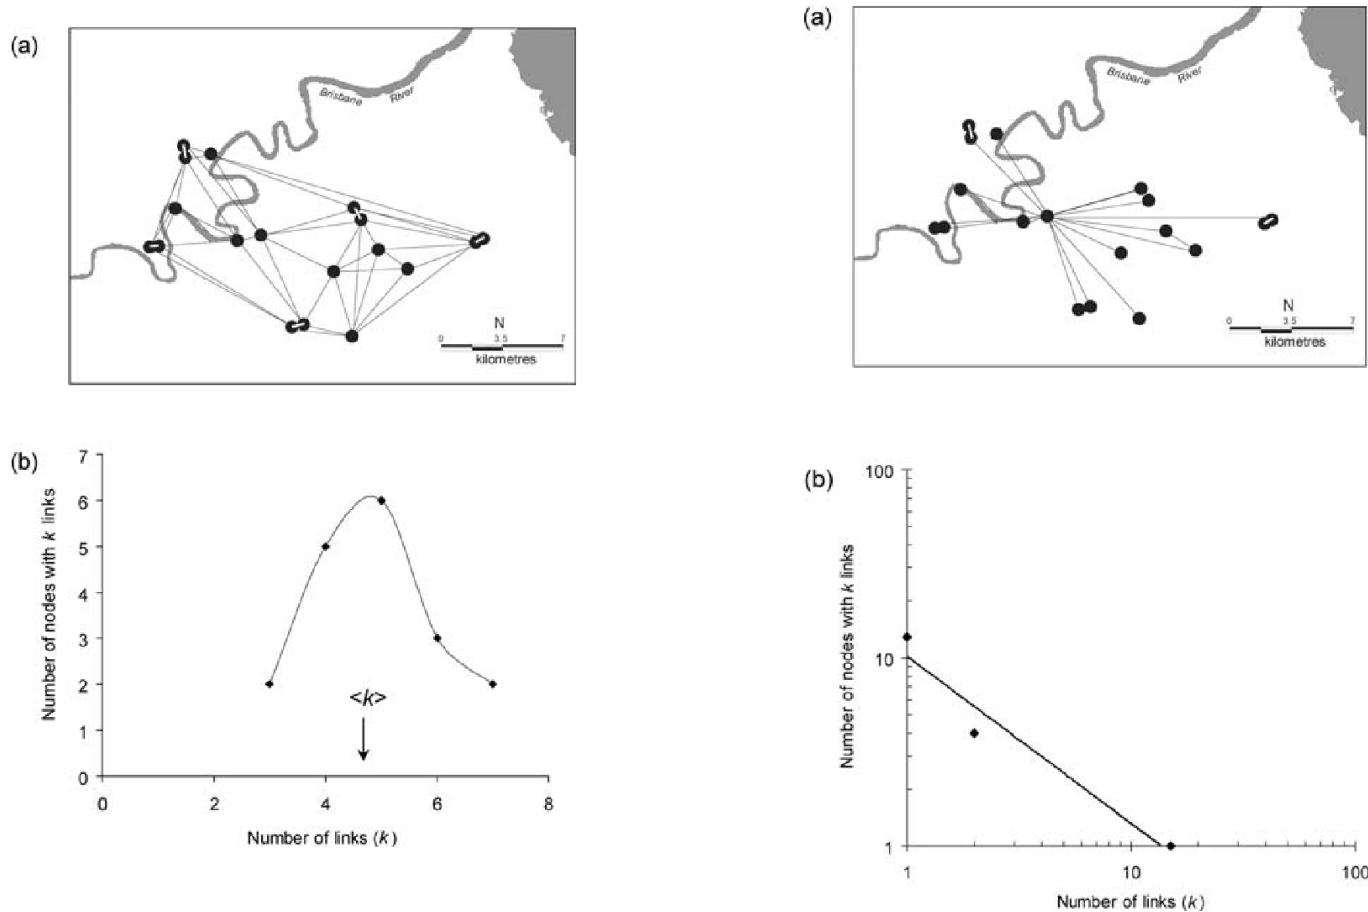 (a)
Brisbane River
N
0 3.5 7
kilometres
(b)
7
6
5
4
3
2
1
0
Number of nodes with k links
<k>
0 2 4 6 8
Number of links (k)
(a)
Brisbane River
N
0 3.5 7
kilometres
(b)
100
10
1
Number of nodes with k links
1 10 100
Number of links (k)